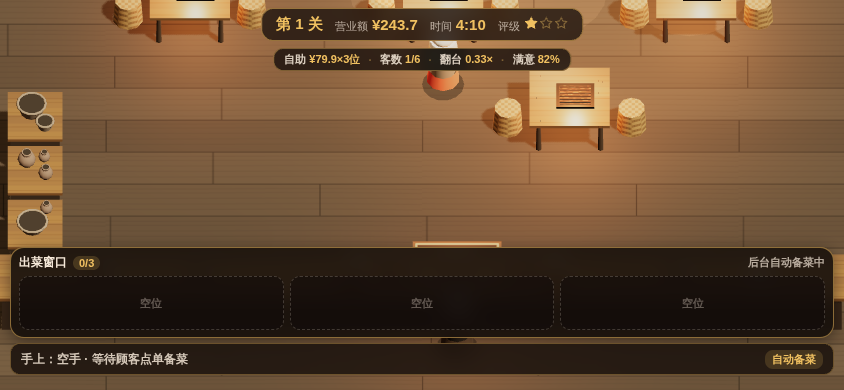 第 1 关 营业额 ¥243.7 时间 4:10 评级
自助 ¥79.9×3位 · 客数 1/6 · 翻台 0.33× · 满意 82%
出菜窗口 0/3 后台自动备菜中
空位 空位 空位
手上：空手 · 等待顾客点单备菜 自动备菜